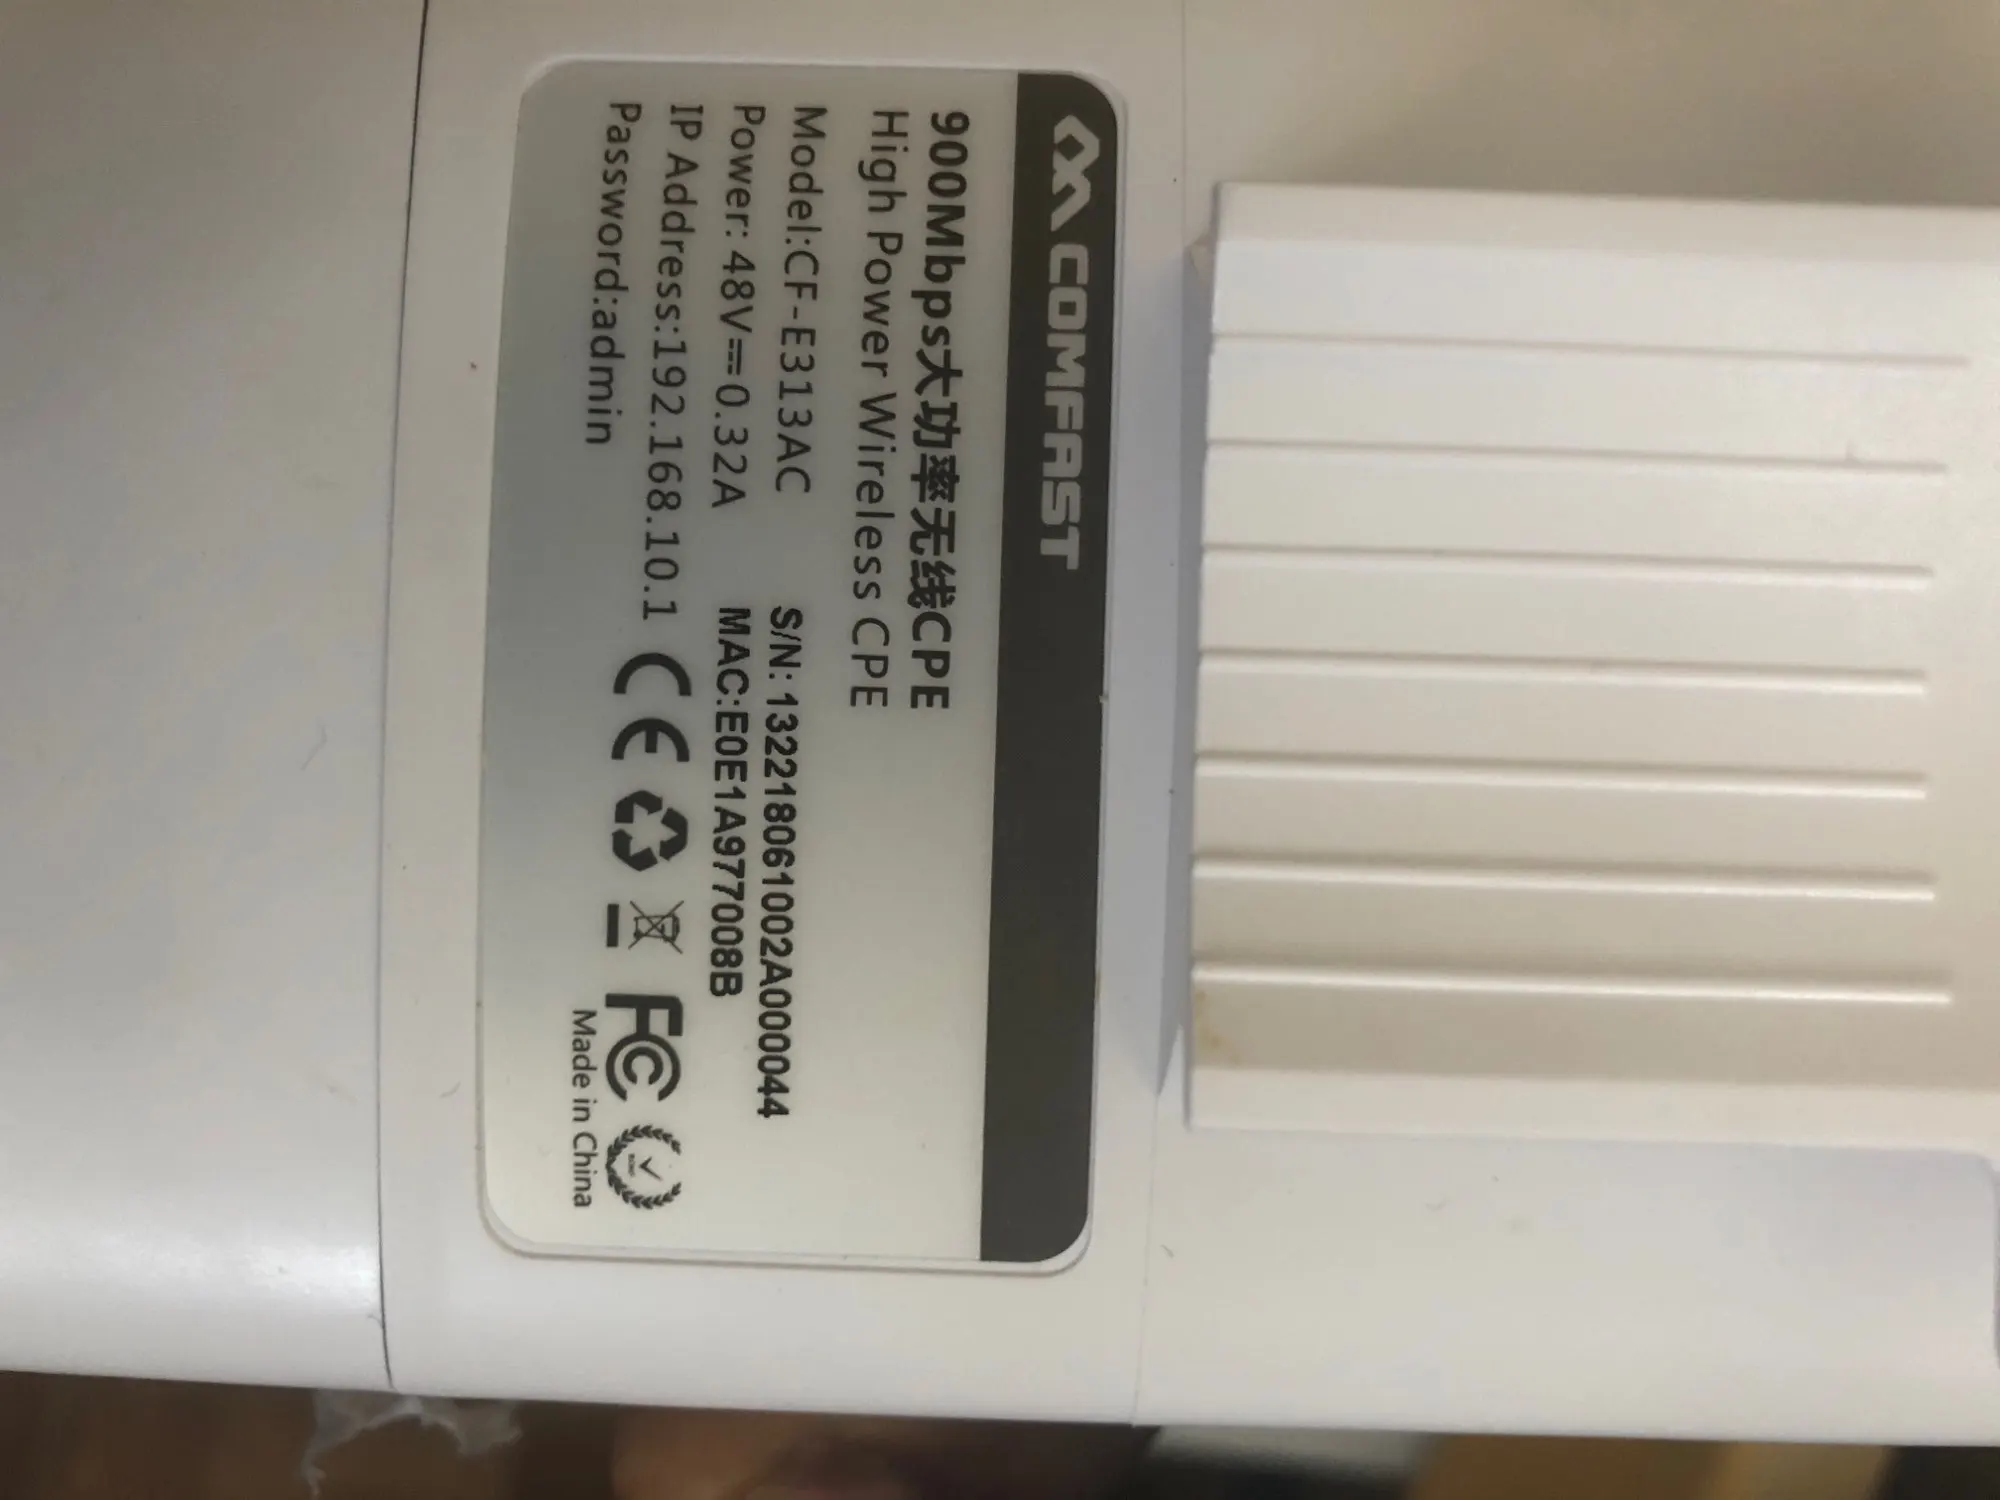 COMFAST
900Mbps大功率无线CPE
High Power Wireless CPE
Model:CF-E313AC
S/N:132218061002A000044
Power: 48V⎓0.32A
MAC:E0E1A977008B
IP Address:192.168.10.1
CE
FC
Password:admin
Made in China